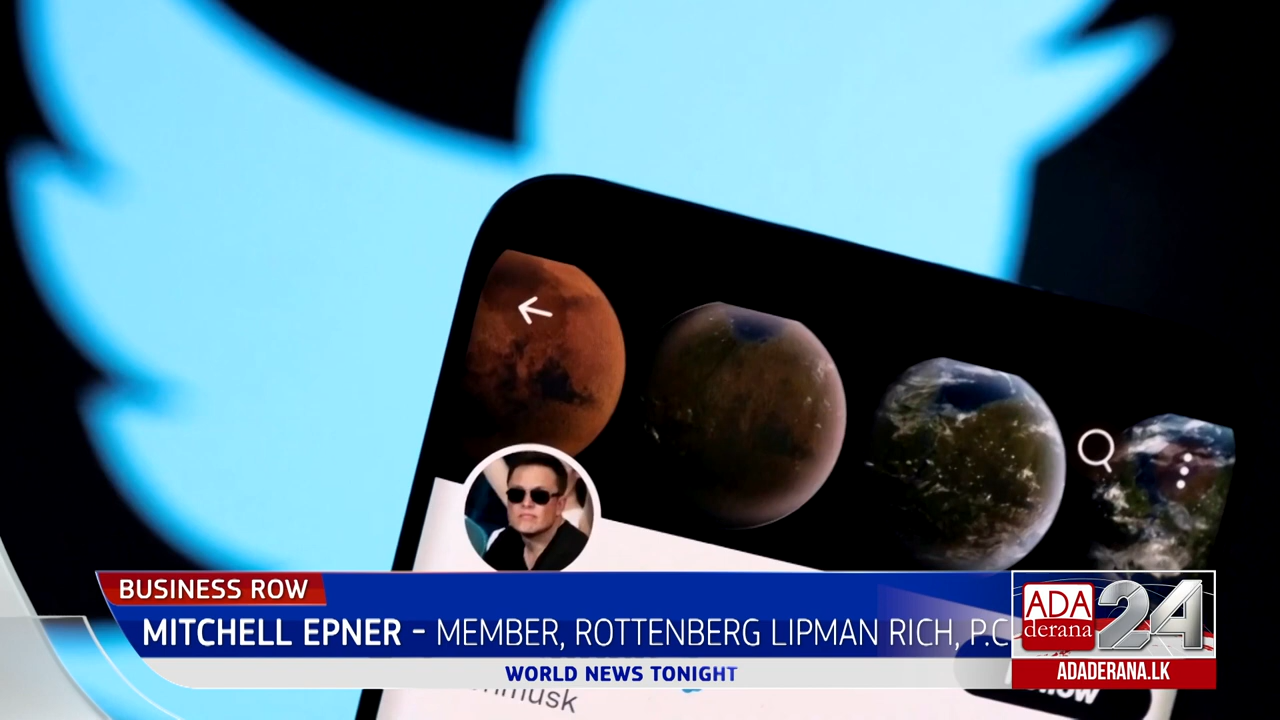 BUSINESS ROW
MITCHELL EPNER – MEMBER, ROTTENBERG LIPMAN RICH, P.C
WORLD NEWS TONIGHT
ADA
derana
24
ADADERANA.LK